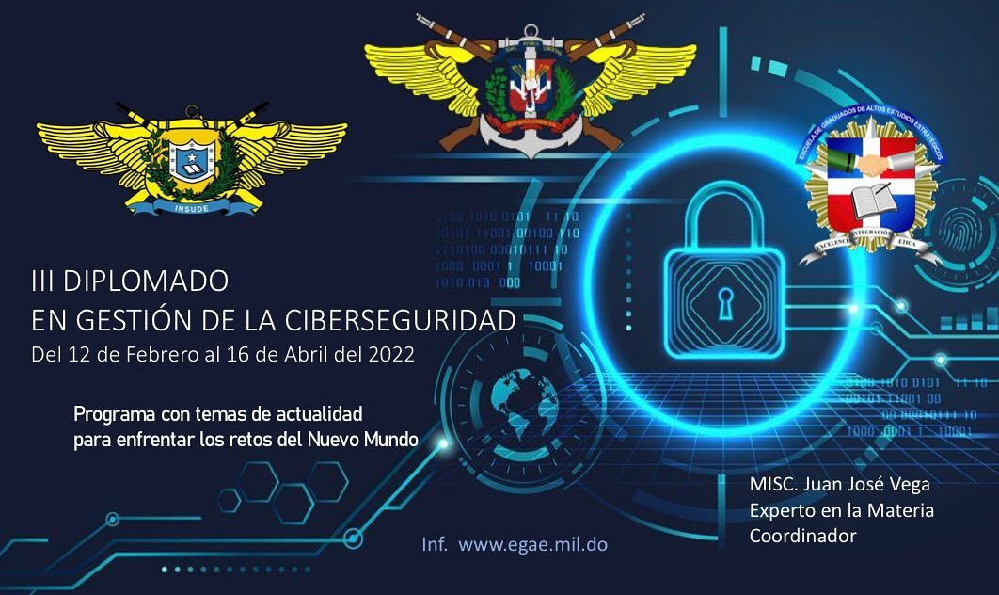 INSUDE
ESCUELA DE GRADUADOS DE ALTOS ESTUDIOS ESTRATÉGICOS
EXCELENCIA INTEGRACIÓN ÉTICA
III DIPLOMADO
EN GESTIÓN DE LA CIBERSEGURIDAD
Del 12 de Febrero al 16 de Abril del 2022
Programa con temas de actualidad
para enfrentar los retos del Nuevo Mundo
MISC. Juan José Vega
Experto en la Materia
Coordinador
Inf. www.egae.mil.do